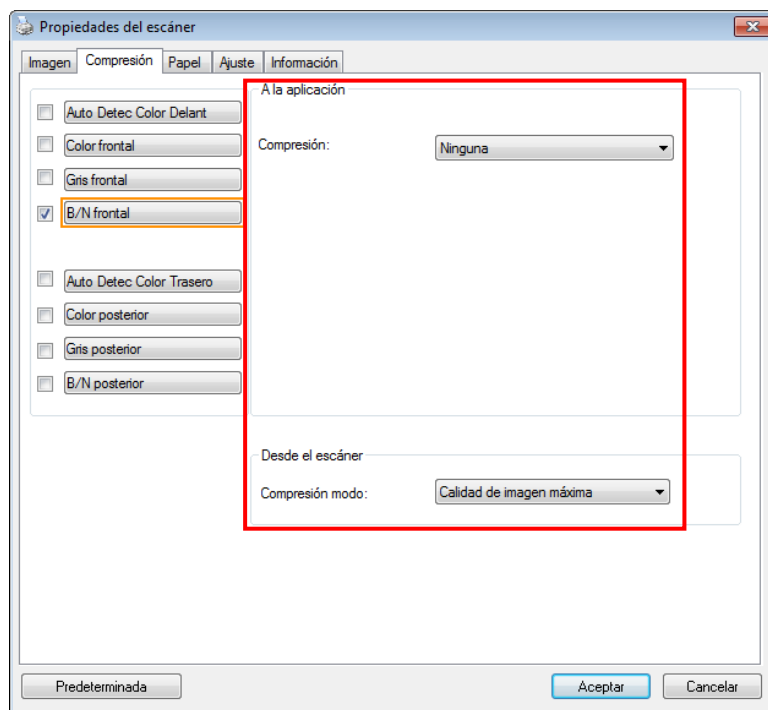 Propiedades del escáner
Imagen Compresión Papel Ajuste Información
Auto Detec Color Delant
Color frontal
Gris frontal
B/N frontal
Auto Detec Color Trasero
Color posterior
Gris posterior
B/N posterior
A la aplicación
Compresión: Ninguna
Desde el escáner
Compresión modo: Calidad de imagen máxima
Predeterminada Aceptar Cancelar